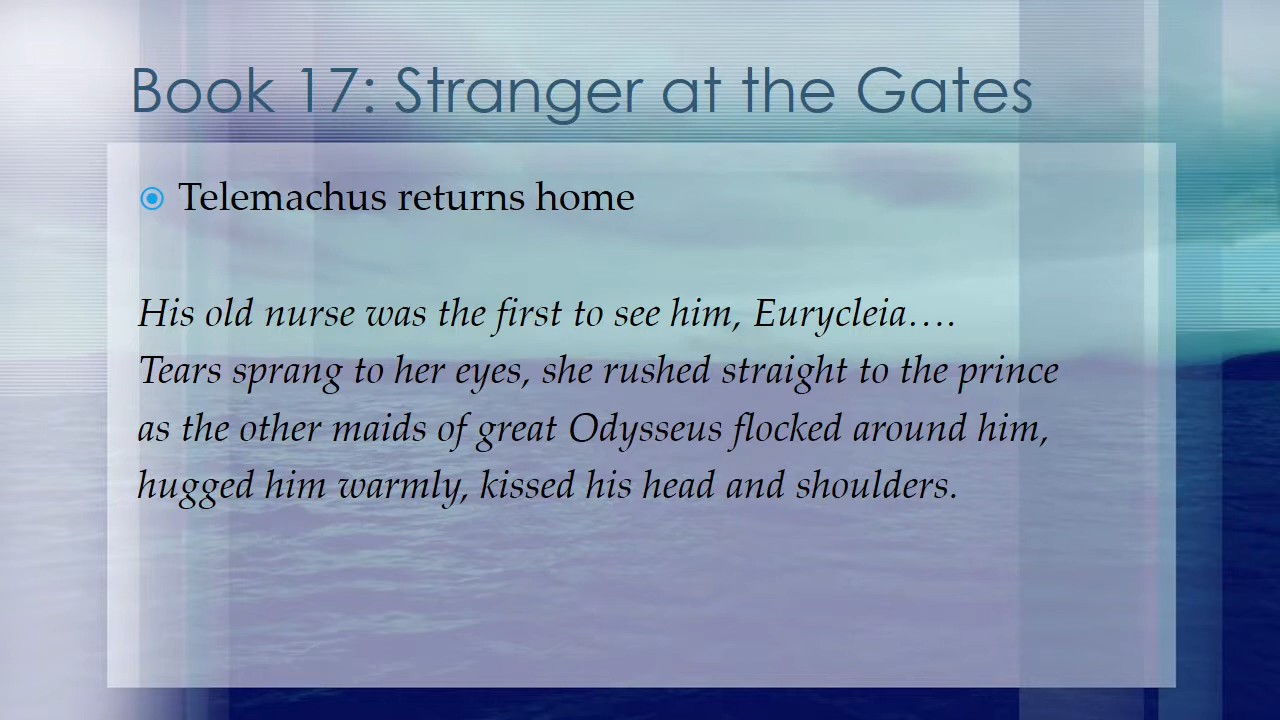 Book 17: Stranger at the Gates
Telemachus returns home
His old nurse was the first to see him, Eurycleia….
Tears sprang to her eyes, she rushed straight to the prince
as the other maids of great Odysseus flocked around him,
hugged him warmly, kissed his head and shoulders.